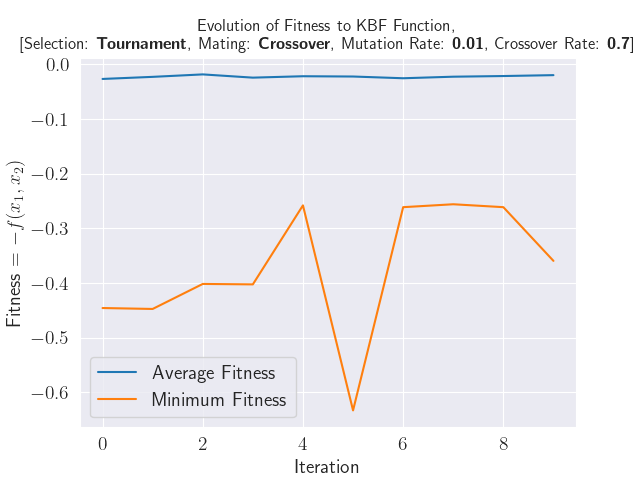 Evolution of Fitness to KBF Function,
[Selection: Tournament, Mating: Crossover, Mutation Rate: 0.01, Crossover Rate: 0.7]
0.0
−0.1
−0.2
−0.3
−0.4
−0.5
−0.6
Fitness = −f(x₁, x₂)
Average Fitness
Minimum Fitness
0 2 4 6 8
Iteration